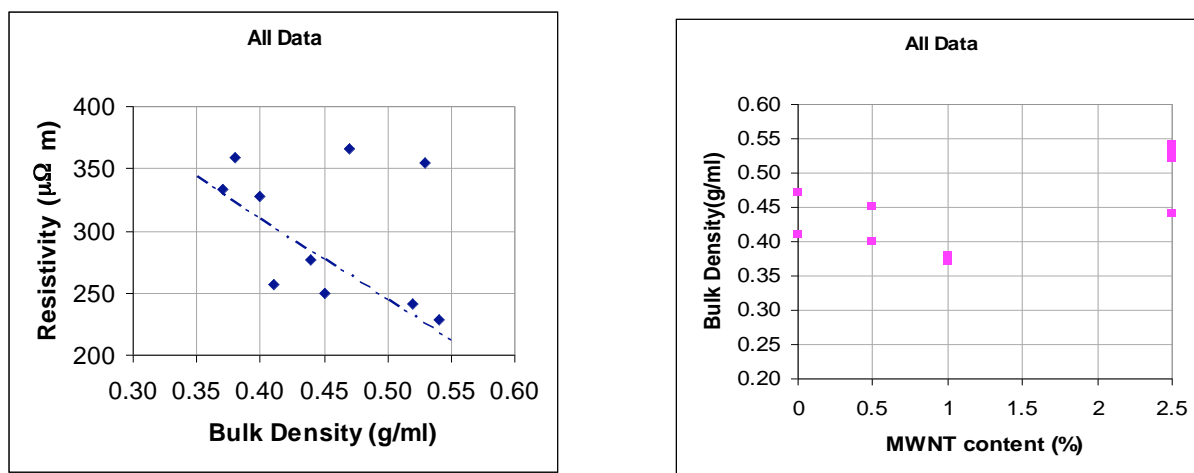 All Data
400
350
300
250
200
Resistivity (µΩ m)
0.30 0.35 0.40 0.45 0.50 0.55 0.60
Bulk Density (g/ml)
All Data
0.60
0.55
0.50
0.45
0.40
0.35
0.30
0.25
0.20
Bulk Density(g/ml)
0 0.5 1 1.5 2 2.5
MWNT content (%)